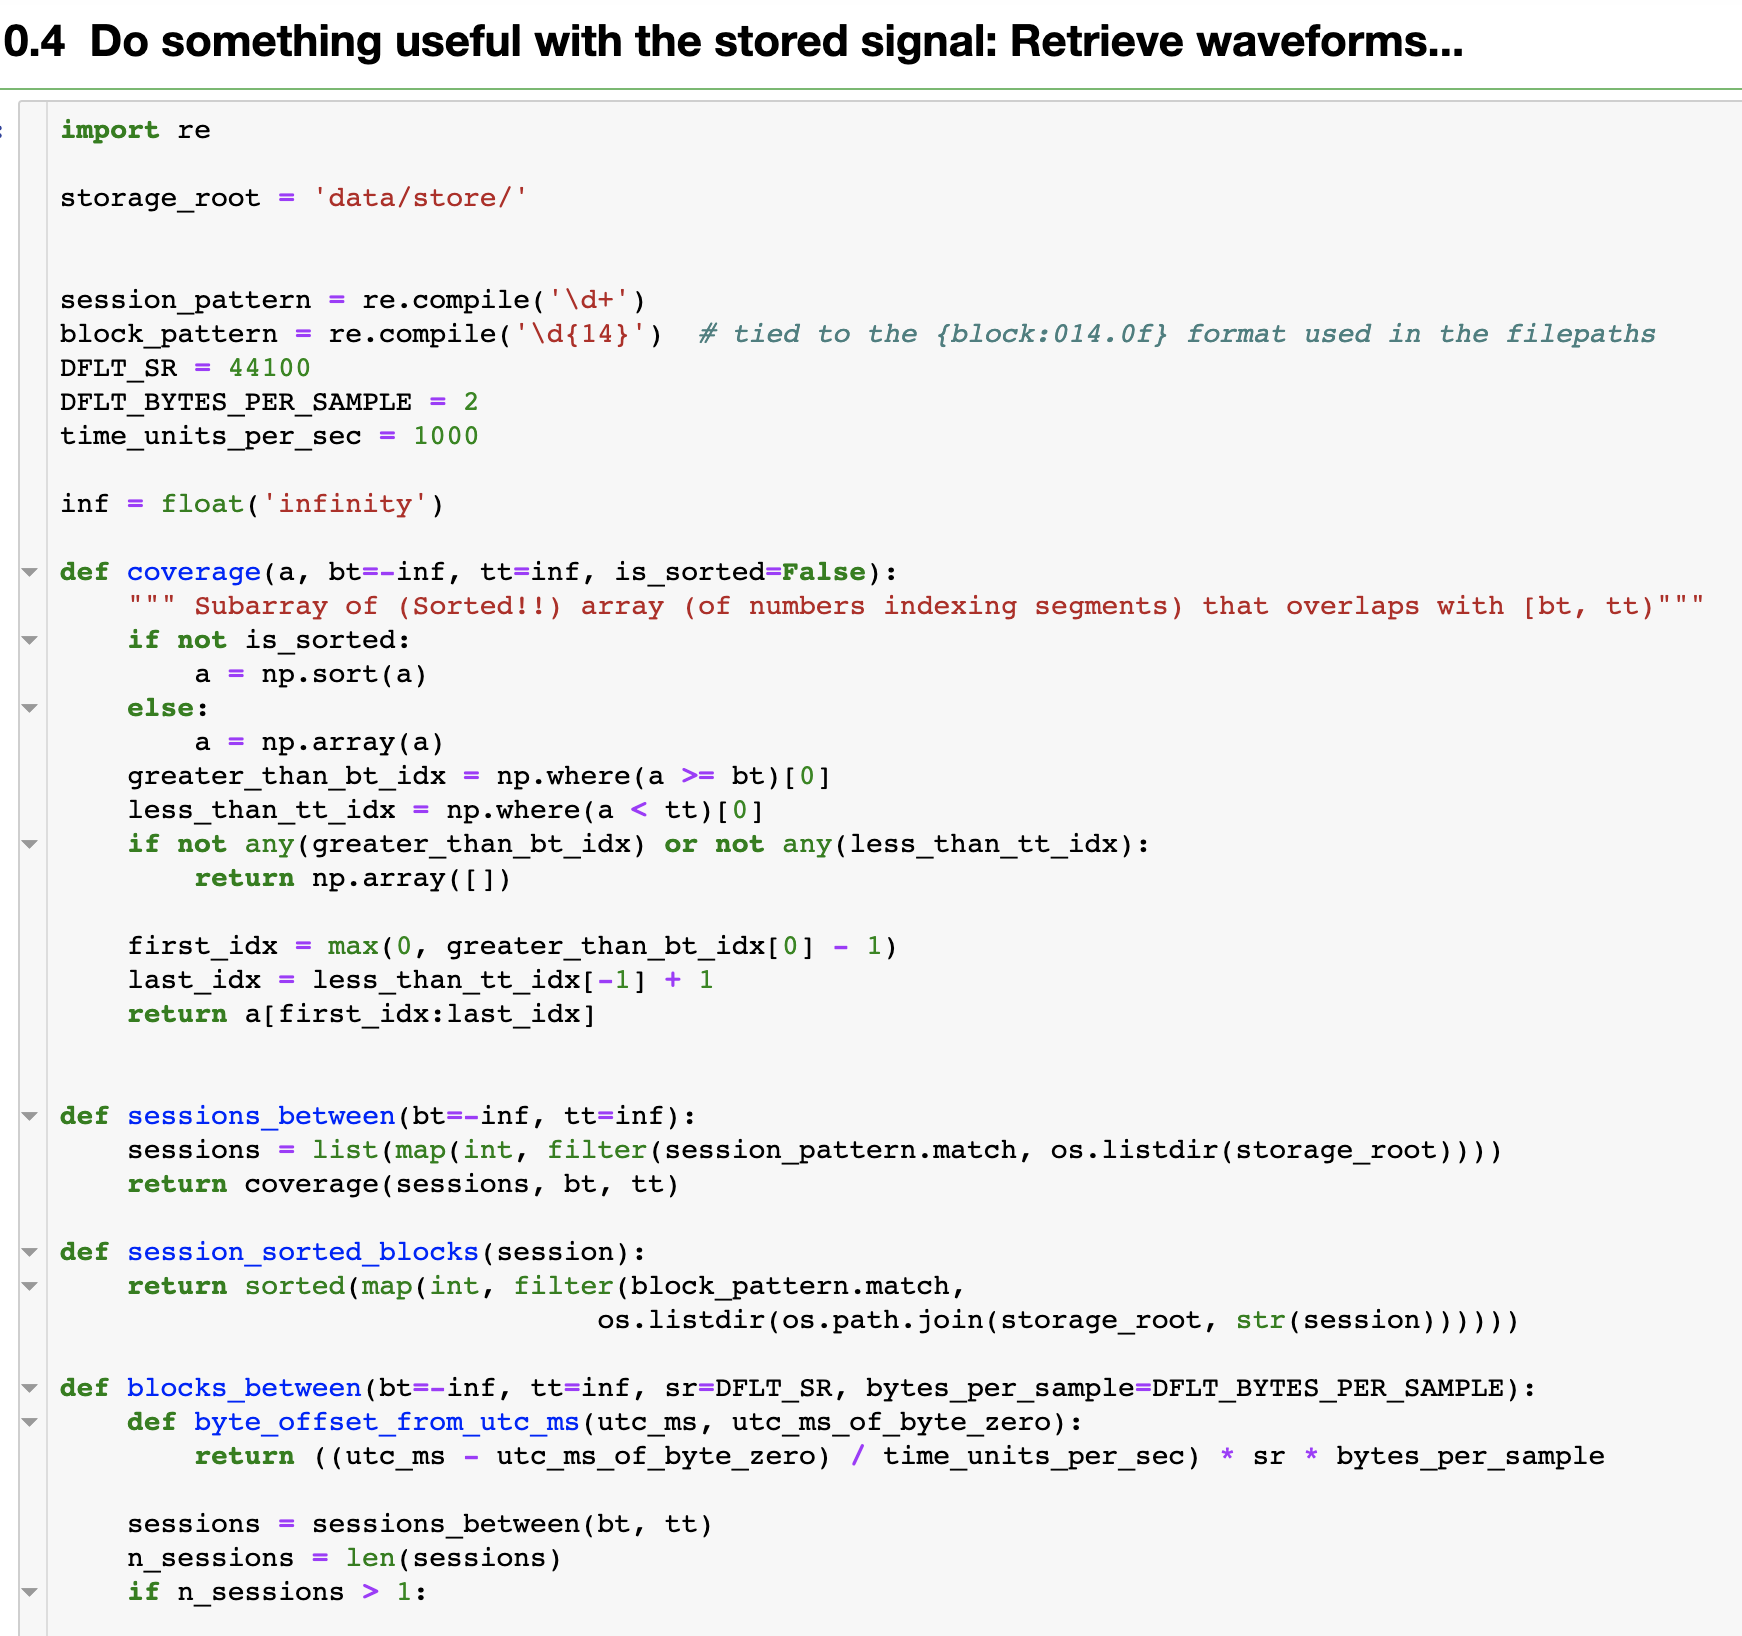 0.4 Do something useful with the stored signal: Retrieve waveforms...
:
import re
storage_root = 'data/store/'
session_pattern = re.compile('\d+')
block_pattern = re.compile('\d{14}')  # tied to the {block:014.0f} format used in the filepaths
DFLT_SR = 44100
DFLT_BYTES_PER_SAMPLE = 2
time_units_per_sec = 1000
inf = float('infinity')
def coverage(a, bt=-inf, tt=inf, is_sorted=False):
    """ Subarray of (Sorted!!) array (of numbers indexing segments) that overlaps with [bt, tt)"""
    if not is_sorted:
        a = np.sort(a)
    else:
        a = np.array(a)
    greater_than_bt_idx = np.where(a >= bt)[0]
    less_than_tt_idx = np.where(a < tt)[0]
    if not any(greater_than_bt_idx) or not any(less_than_tt_idx):
        return np.array([])
    first_idx = max(0, greater_than_bt_idx[0] - 1)
    last_idx = less_than_tt_idx[-1] + 1
    return a[first_idx:last_idx]
def sessions_between(bt=-inf, tt=inf):
    sessions = list(map(int, filter(session_pattern.match, os.listdir(storage_root))))
    return coverage(sessions, bt, tt)
def session_sorted_blocks(session):
    return sorted(map(int, filter(block_pattern.match,
                                os.listdir(os.path.join(storage_root, str(session))))))
def blocks_between(bt=-inf, tt=inf, sr=DFLT_SR, bytes_per_sample=DFLT_BYTES_PER_SAMPLE):
    def byte_offset_from_utc_ms(utc_ms, utc_ms_of_byte_zero):
        return ((utc_ms - utc_ms_of_byte_zero) / time_units_per_sec) * sr * bytes_per_sample
    sessions = sessions_between(bt, tt)
    n_sessions = len(sessions)
    if n_sessions > 1: